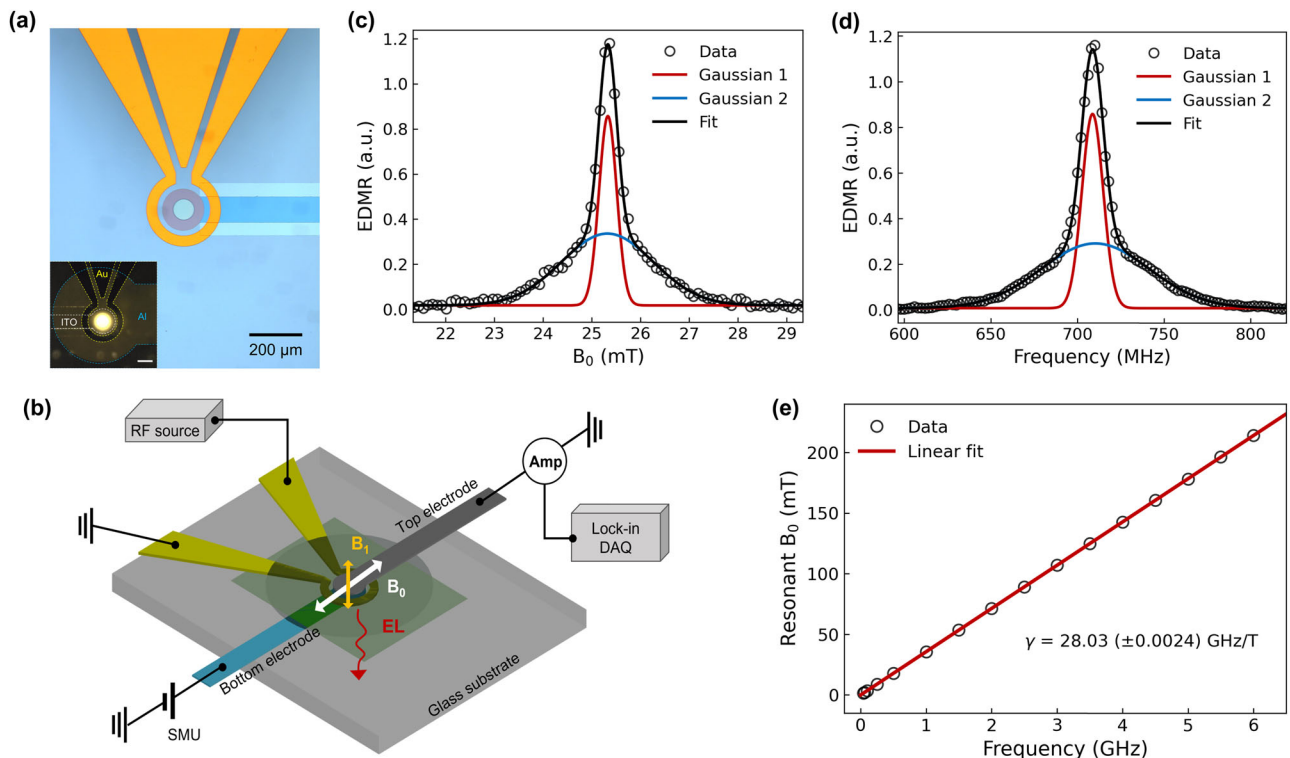 (a)
200 µm
Au
ITO
Al
(b)
RF source
Amp
Top electrode
B₁
B₀
Lock-in
DAQ
EL
Bottom electrode
Glass substrate
SMU
(c)
1.2
1.0
0.8
0.6
0.4
0.2
0.0
EDMR (a.u.)
Data
Gaussian 1
Gaussian 2
Fit
22 23 24 25 26 27 28 29
B₀ (mT)
(d)
1.2
1.0
0.8
0.6
0.4
0.2
0.0
EDMR (a.u.)
Data
Gaussian 1
Gaussian 2
Fit
600 650 700 750 800
Frequency (MHz)
(e)
200
150
100
50
0
Resonant B₀ (mT)
Data
Linear fit
γ = 28.03 (±0.0024) GHz/T
0 1 2 3 4 5 6
Frequency (GHz)